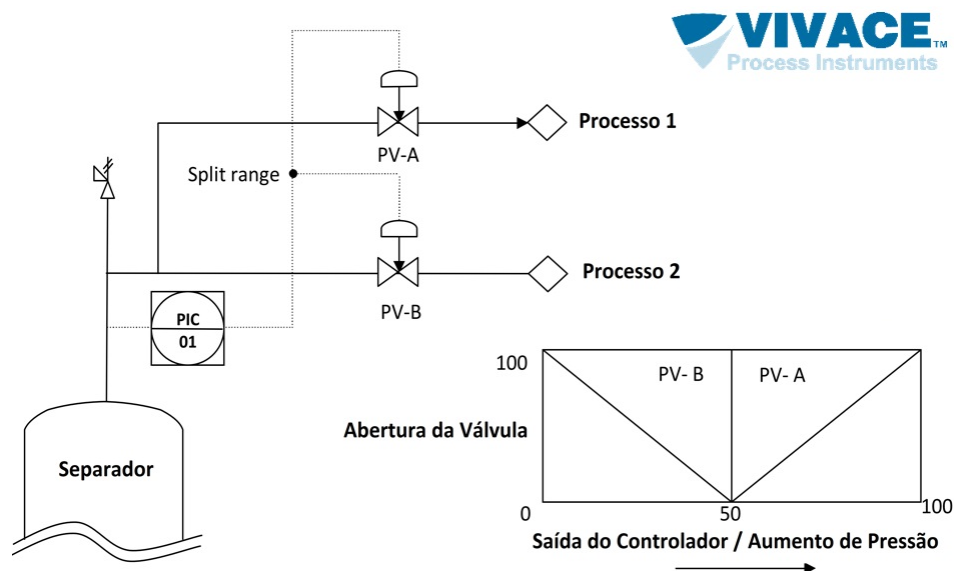 VIVACE™
Process Instruments
Processo 1
PV-A
Split range
Processo 2
PV-B
PIC
01
Separador
100
PV- B
PV- A
Abertura da Válvula
0
50
100
Saída do Controlador / Aumento de Pressão